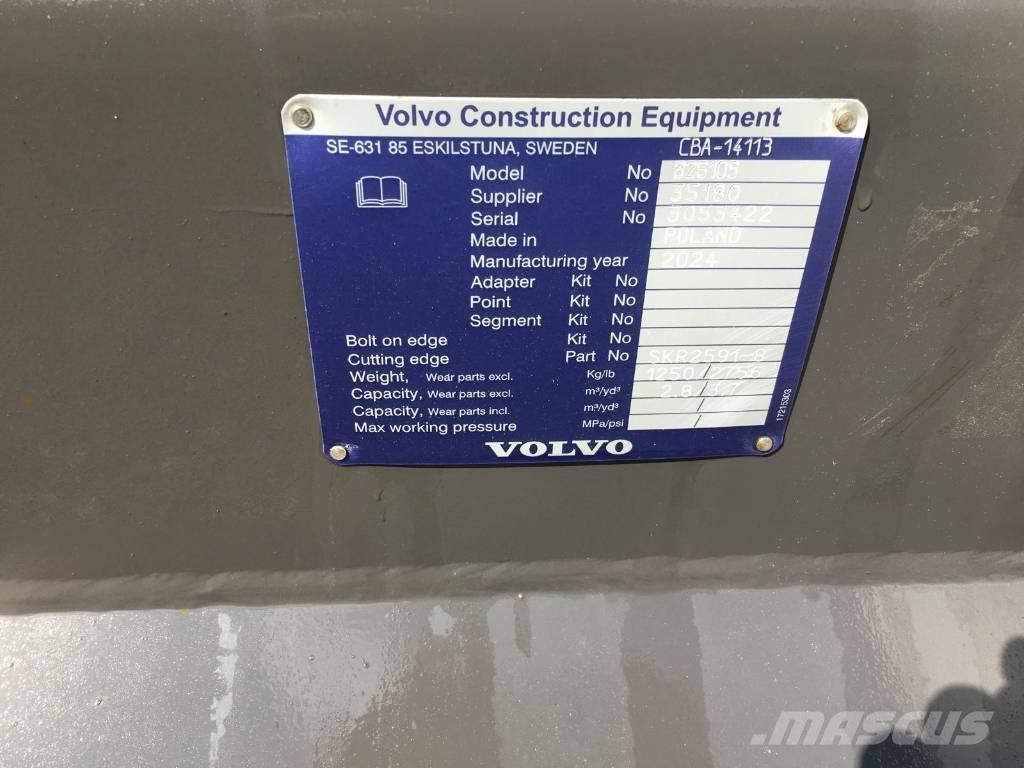 Volvo Construction Equipment
SE-631 85 ESKILSTUNA, SWEDEN CBA-14113
Model No
Supplier No 35180
Serial No 3053422
Made in POLAND
Manufacturing year 2024
Adapter Kit No
Point Kit No
Segment Kit No
Bolt on edge Kit No
Cutting edge Part No SKR2591-8
Weight, Wear parts excl. Kg/lb 1250/2756
Capacity, Wear parts excl. m³/yd³ 2.8/
Capacity, Wear parts incl. m³/yd³ /
Max working pressure MPa/psi /
VOLVO
17215303
MASCUS